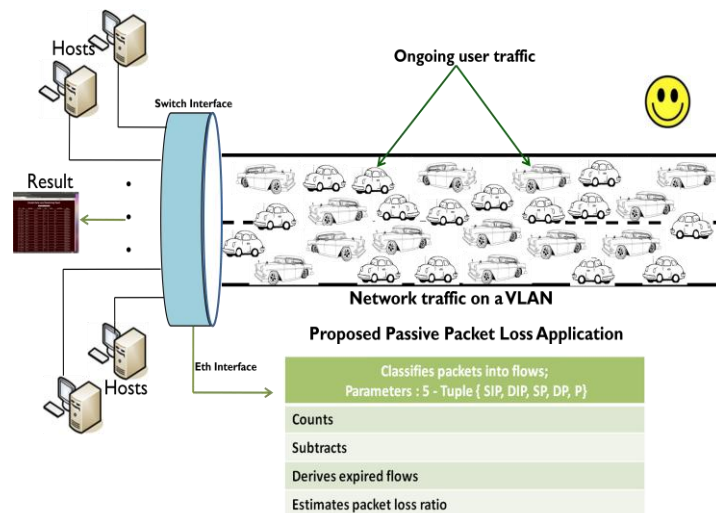 Hosts
Ongoing user traffic
Switch Interface
Result
Network traffic on a VLAN
Proposed Passive Packet Loss Application
Eth Interface
Hosts
Classifies packets into flows;
Parameters : 5 - Tuple { SIP, DIP, SP, DP, P}
Counts
Subtracts
Derives expired flows
Estimates packet loss ratio